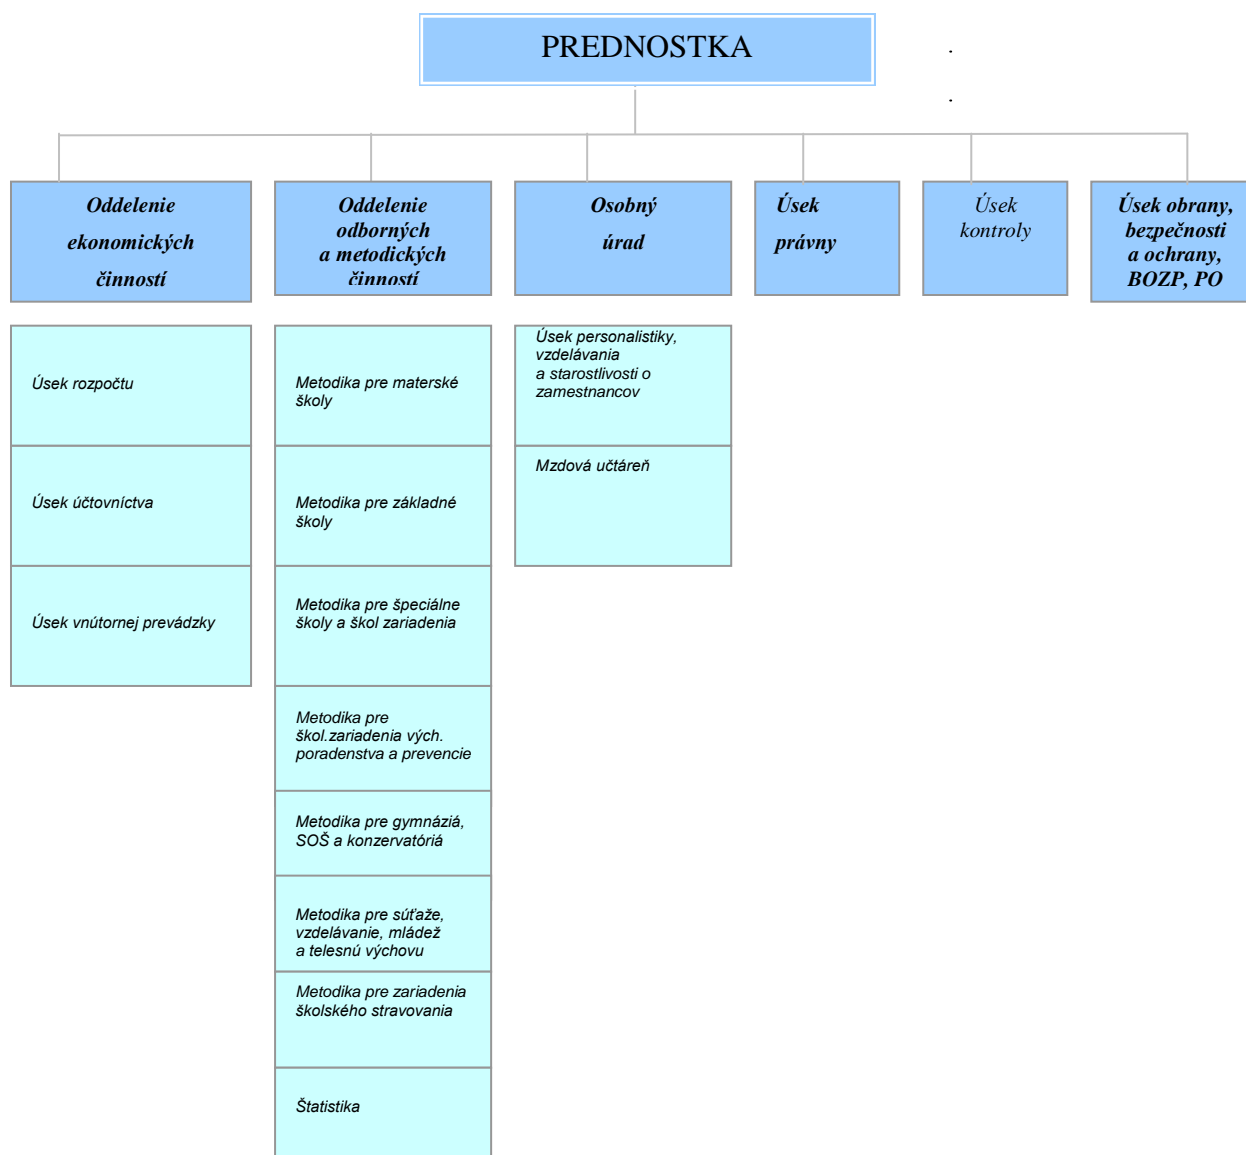 PREDNOSTKA
.
.
Oddelenie
ekonomických
činností
Oddelenie
odborných
a metodických
činností
Osobný
úrad
Úsek
právny
Úsek
kontroly
Úsek obrany,
bezpečnosti
a ochrany,
BOZP, PO
Úsek rozpočtu
Úsek účtovníctva
Úsek vnútornej prevádzky
Metodika pre materské
školy
Metodika pre základné
školy
Metodika pre špeciálne
školy a škol zariadenia
Metodika pre
škol.zariadenia vých.
poradenstva a prevencie
Metodika pre gymnáziá,
SOŠ a konzervatóriá
Metodika pre súťaže,
vzdelávanie, mládež
a telesnú výchovu
Metodika pre zariadenia
školského stravovania
Štatistika
Úsek personalistiky,
vzdelávania
a starostlivosti o
zamestnancov
Mzdová učtáreň